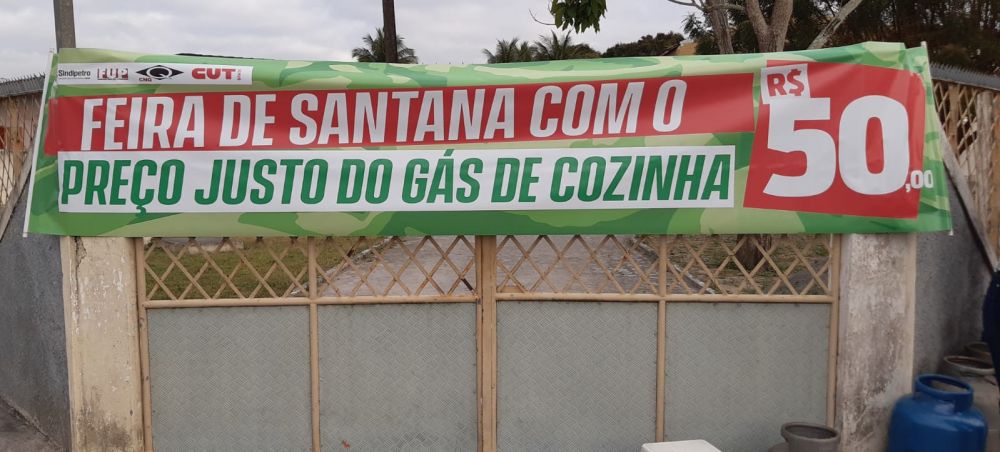 Sindipetro FUP CNQ CUT
FEIRA DE SANTANA COM O
PREÇO JUSTO DO GÁS DE COZINHA
R$
50,00